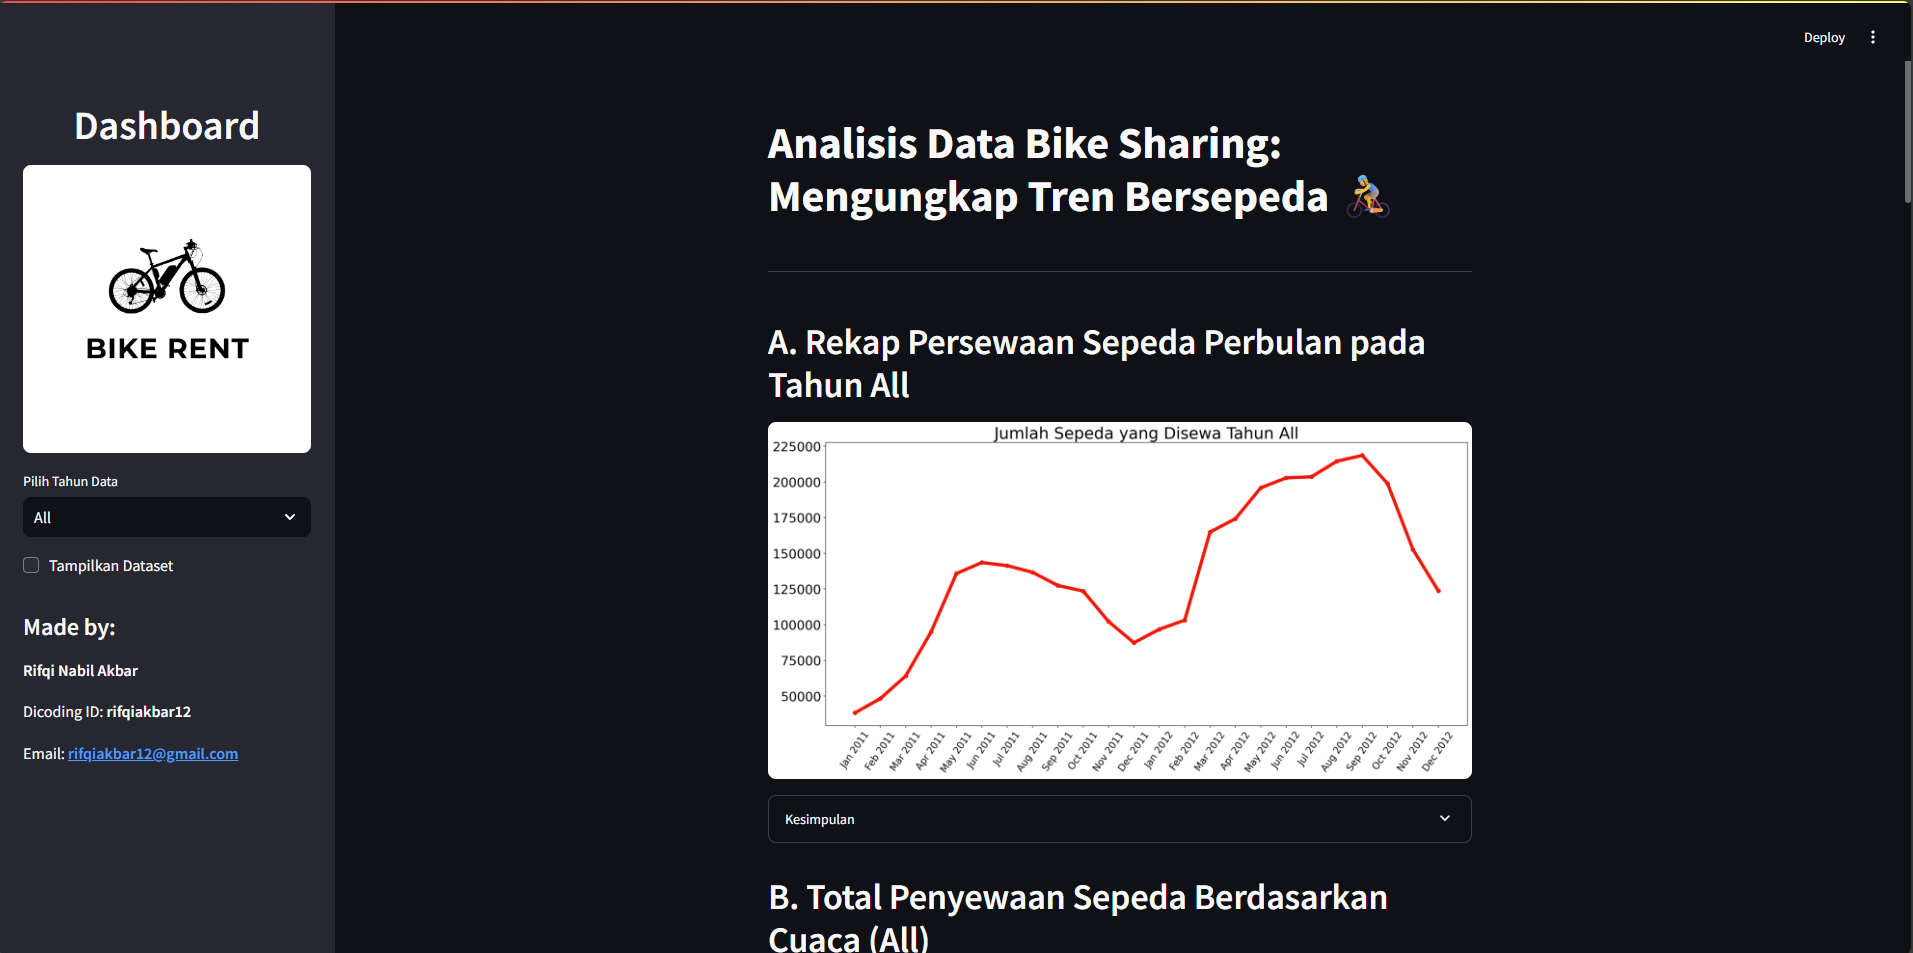 Deploy
Dashboard
BIKE RENT
Pilih Tahun Data
All
Tampilkan Dataset
Made by:
Rifqi Nabil Akbar
Dicoding ID: rifqiakbar12
Email: rifqiakbar12@gmail.com
Analisis Data Bike Sharing:
Mengungkap Tren Bersepeda 🚴
A. Rekap Persewaan Sepeda Perbulan pada
Tahun All
Jumlah Sepeda yang Disewa Tahun All
225000
200000
175000
150000
125000
100000
75000
50000
Jan 2011
Feb 2011
Mar 2011
Apr 2011
May 2011
Jun 2011
Jul 2011
Aug 2011
Sep 2011
Oct 2011
Nov 2011
Dec 2011
Jan 2012
Feb 2012
Mar 2012
Apr 2012
May 2012
Jun 2012
Jul 2012
Aug 2012
Sep 2012
Oct 2012
Nov 2012
Dec 2012
Kesimpulan
B. Total Penyewaan Sepeda Berdasarkan
Cuaca (All)